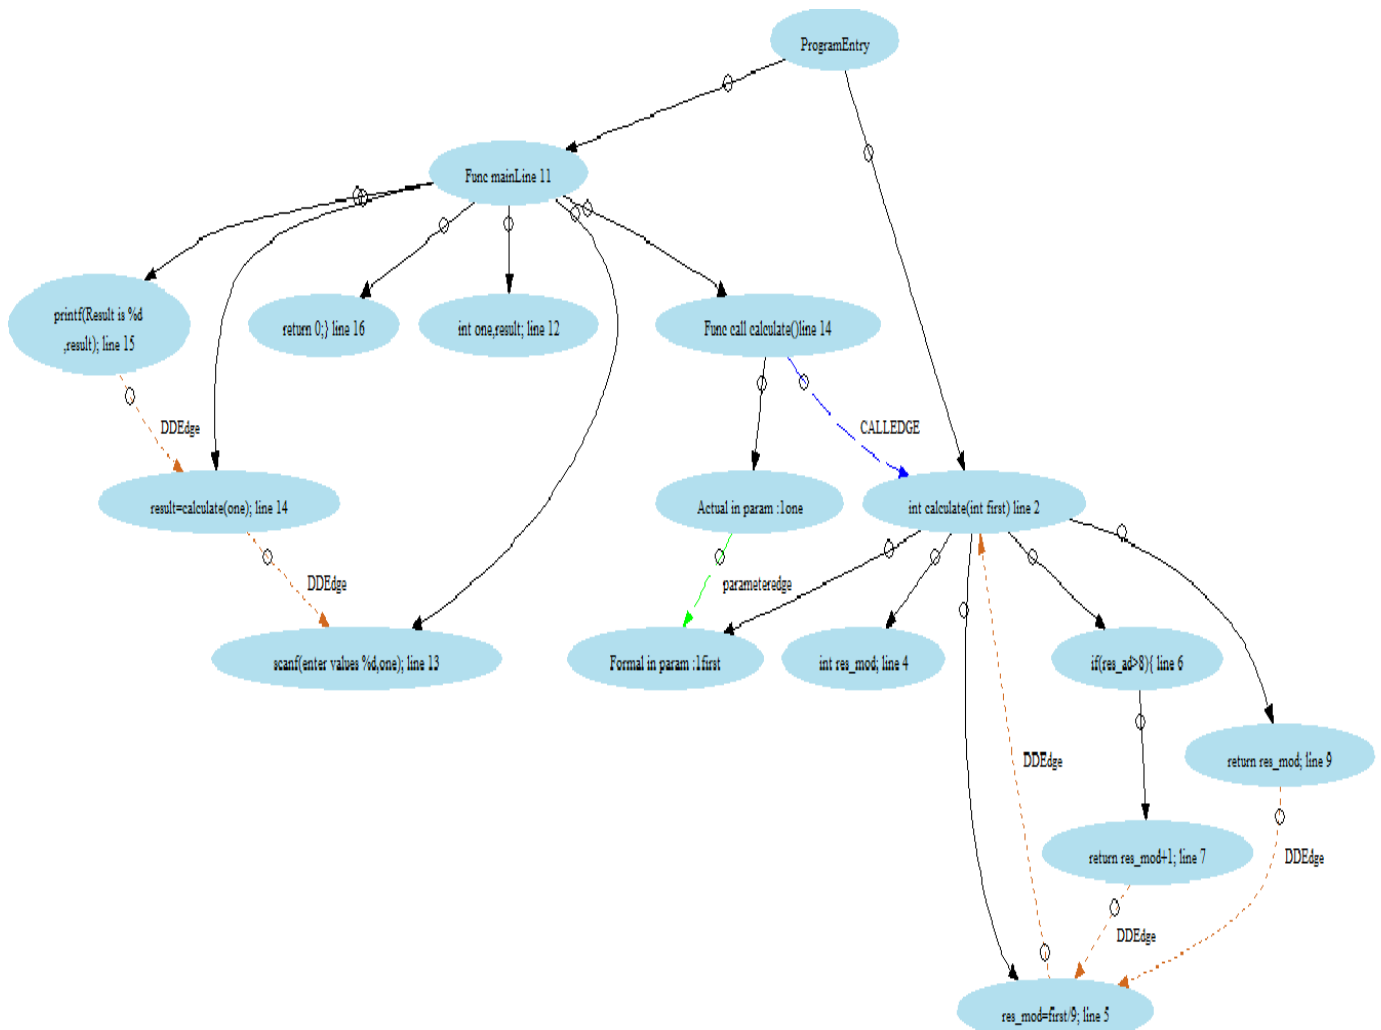 ProgramEntry
Func mainLine 11
printf(Result is %d
,result); line 15
return 0;} line 16
int one,result; line 12
Func call calculate()line 14
DDEdge
CALLEDGE
result=calculate(one); line 14
Actual in param :1one
int calculate(int first) line 2
DDEdge
parameteredge
scanf(enter values %d,one); line 13
Formal in param :1first
int res_mod; line 4
if(res_ad>8){ line 6
DDEdge
return res_mod; line 9
return res_mod+1; line 7
DDEdge
DDEdge
res_mod=first/9; line 5